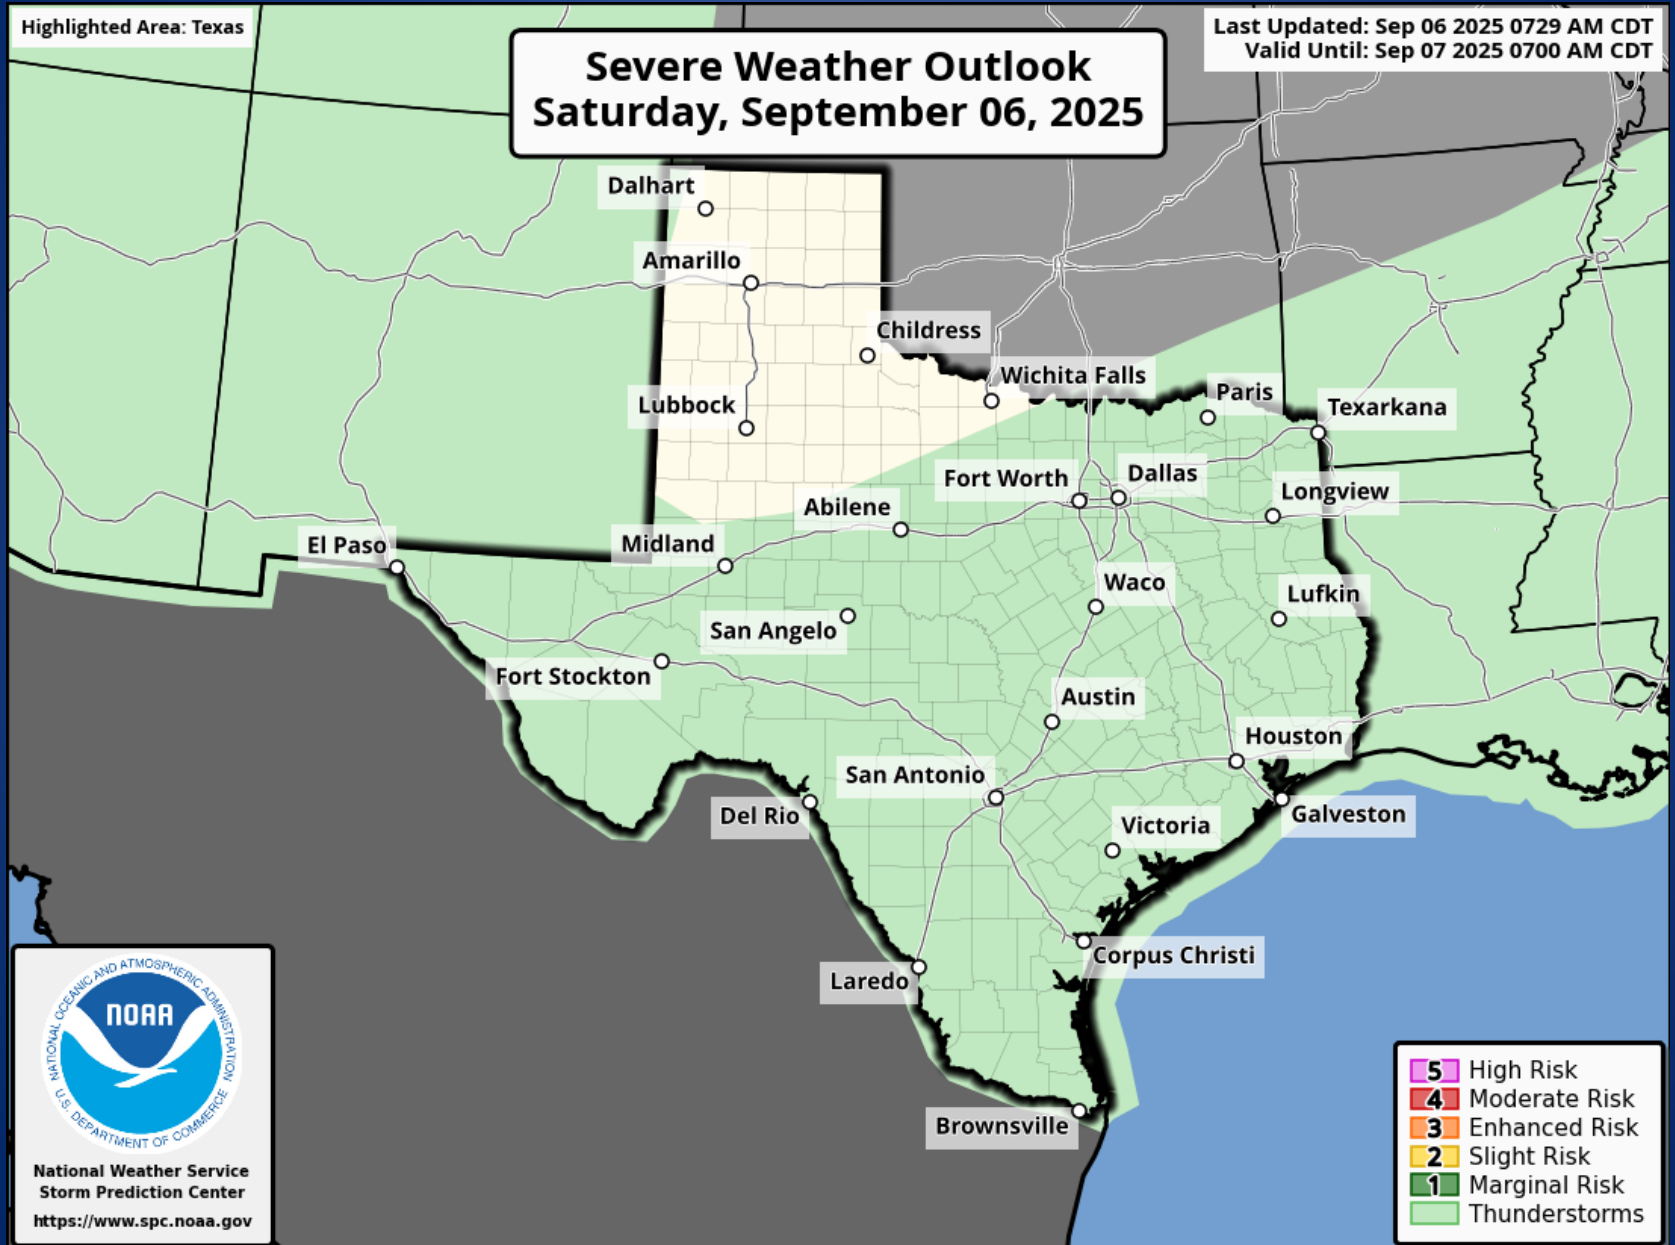 Highlighted Area: Texas
Last Updated: Sep 06 2025 0729 AM CDT
Valid Until: Sep 07 2025 0700 AM CDT
Severe Weather Outlook
Saturday, September 06, 2025
Dalhart
Amarillo
Childress
Wichita Falls
Lubbock
Paris
Texarkana
Fort Worth
Dallas
Longview
Abilene
El Paso
Midland
Waco
Lufkin
San Angelo
Fort Stockton
Austin
Houston
San Antonio
Del Rio
Galveston
Victoria
Corpus Christi
Laredo
Brownsville
NATIONAL OCEANIC AND ATMOSPHERIC ADMINISTRATION
NOAA
U.S. DEPARTMENT OF COMMERCE
National Weather Service
Storm Prediction Center
https://www.spc.noaa.gov
5 High Risk
4 Moderate Risk
3 Enhanced Risk
2 Slight Risk
1 Marginal Risk
Thunderstorms